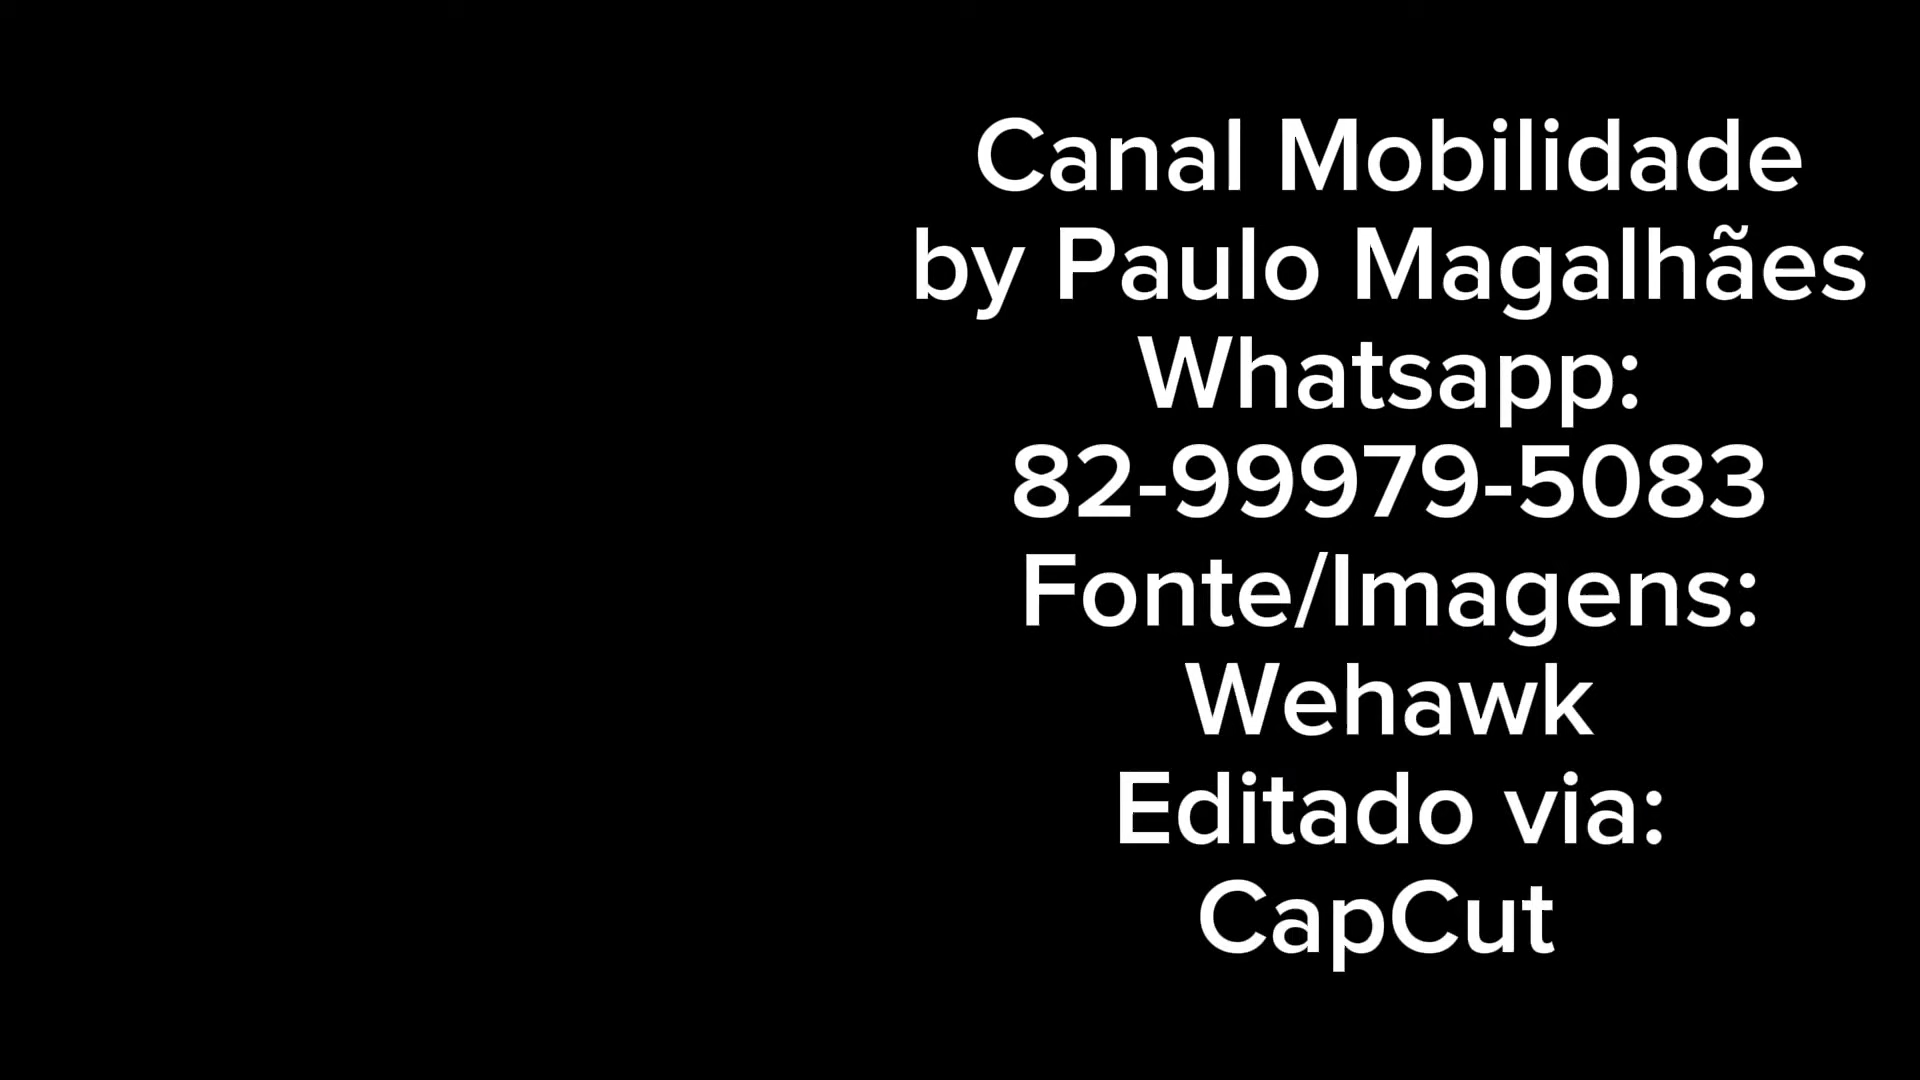 Canal Mobilidade
by Paulo Magalhães
Whatsapp:
82-99979-5083
Fonte/Imagens:
Wehawk
Editado via:
CapCut